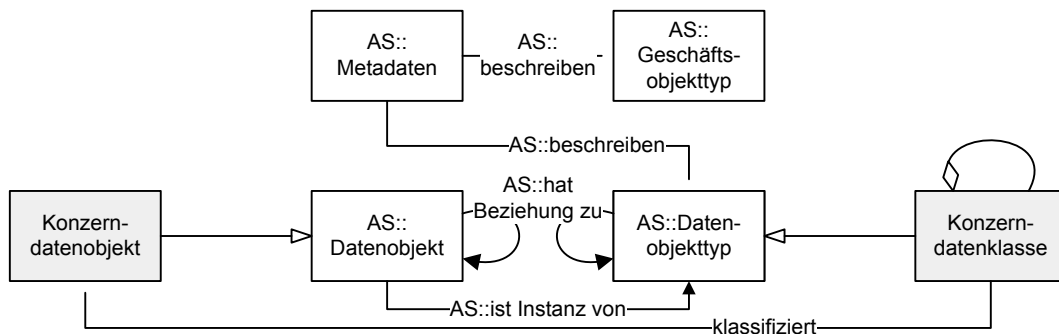 AS::
Metadaten
AS::
beschreiben
AS::
Geschäfts-
objekttyp
AS::beschreiben
Konzern-
datenobjekt
AS::
Datenobjekt
AS::hat
Beziehung zu
AS::Daten-
objekttyp
Konzern-
datenklasse
AS::ist Instanz von
klassifiziert